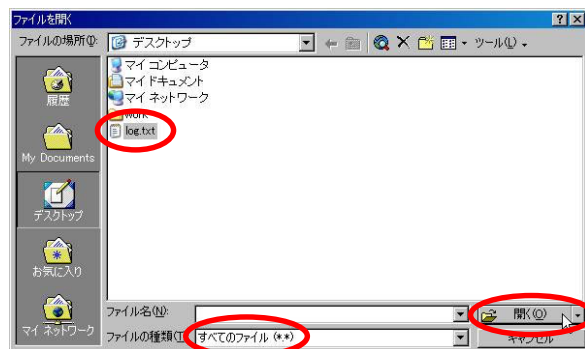 ファイルを開く
ファイルの場所(I):
デスクトップ
ツール(L)
履歴
My Documents
デスクトップ
お気に入り
マイ ネットワーク
マイ コンピュータ
マイ ドキュメント
マイ ネットワーク
work
log.txt
ファイル名(N):
開く(O)
ファイルの種類(T)
すべてのファイル (*.*)
キャンセル